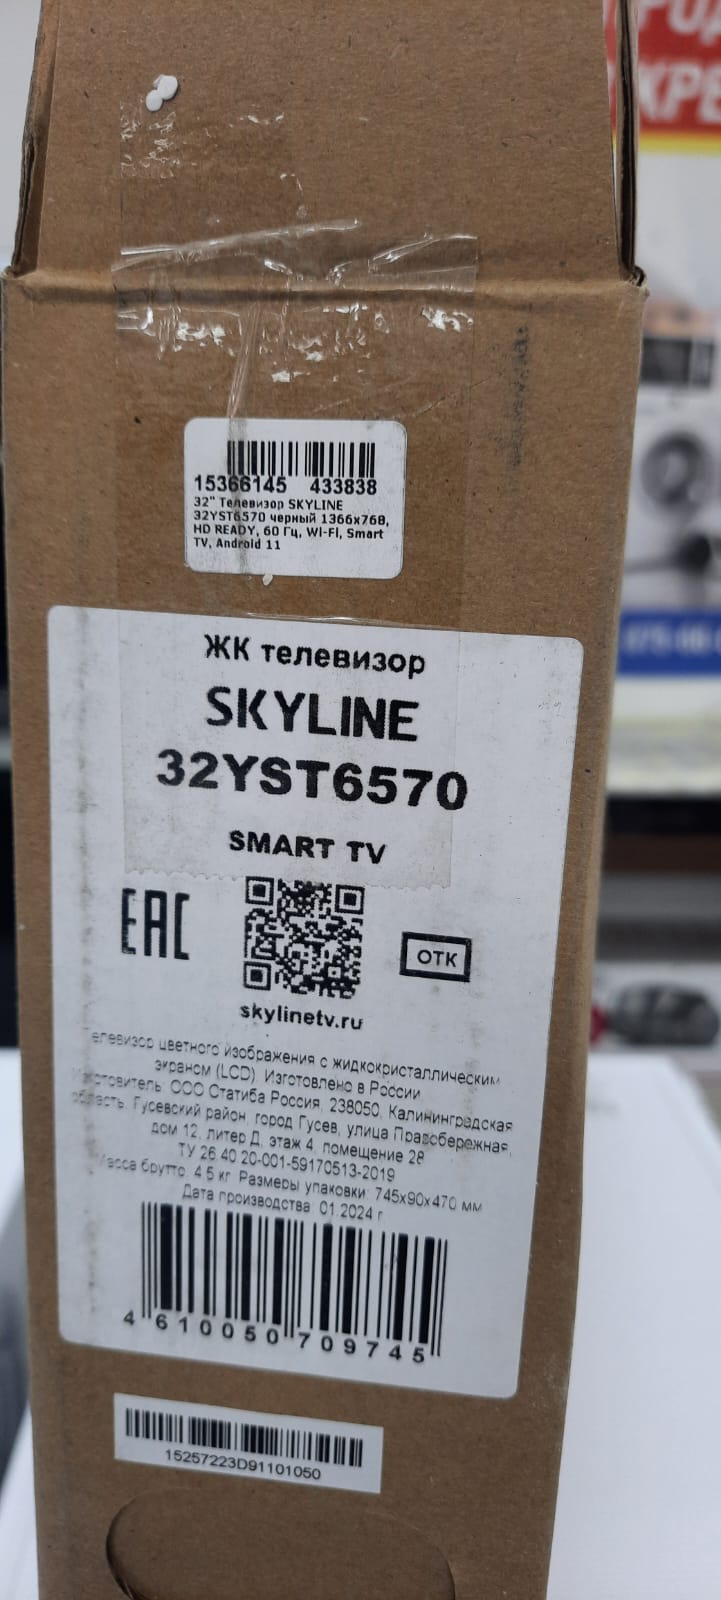 15366145 433838
32" Телевизор SKYLINE
32YST6570 черный 1366x768,
HD READY, 60 Гц, Wi-Fi, Smart
TV, Android 11
ЖК телевизор
SKYLINE
32YST6570
SMART TV
EAC
ОТК
skylinetv.ru
елевизор цветного изображения с жидкокристаллическим
экраном (LCD). Изготовлено в России.
Изготовитель: ООО Статиба Россия, 238050, Калининградская
область, Гусевский район, город Гусев, улица Правобережная,
дом 12, литер Д, этаж 4, помещение 28
ТУ 26.40.20-001-59170513-2019
Масса брутто: 4.5 кг. Размеры упаковки: 745x90x470 мм
Дата производства: 01.2024 г
4 610050 709745
15257223D91101050